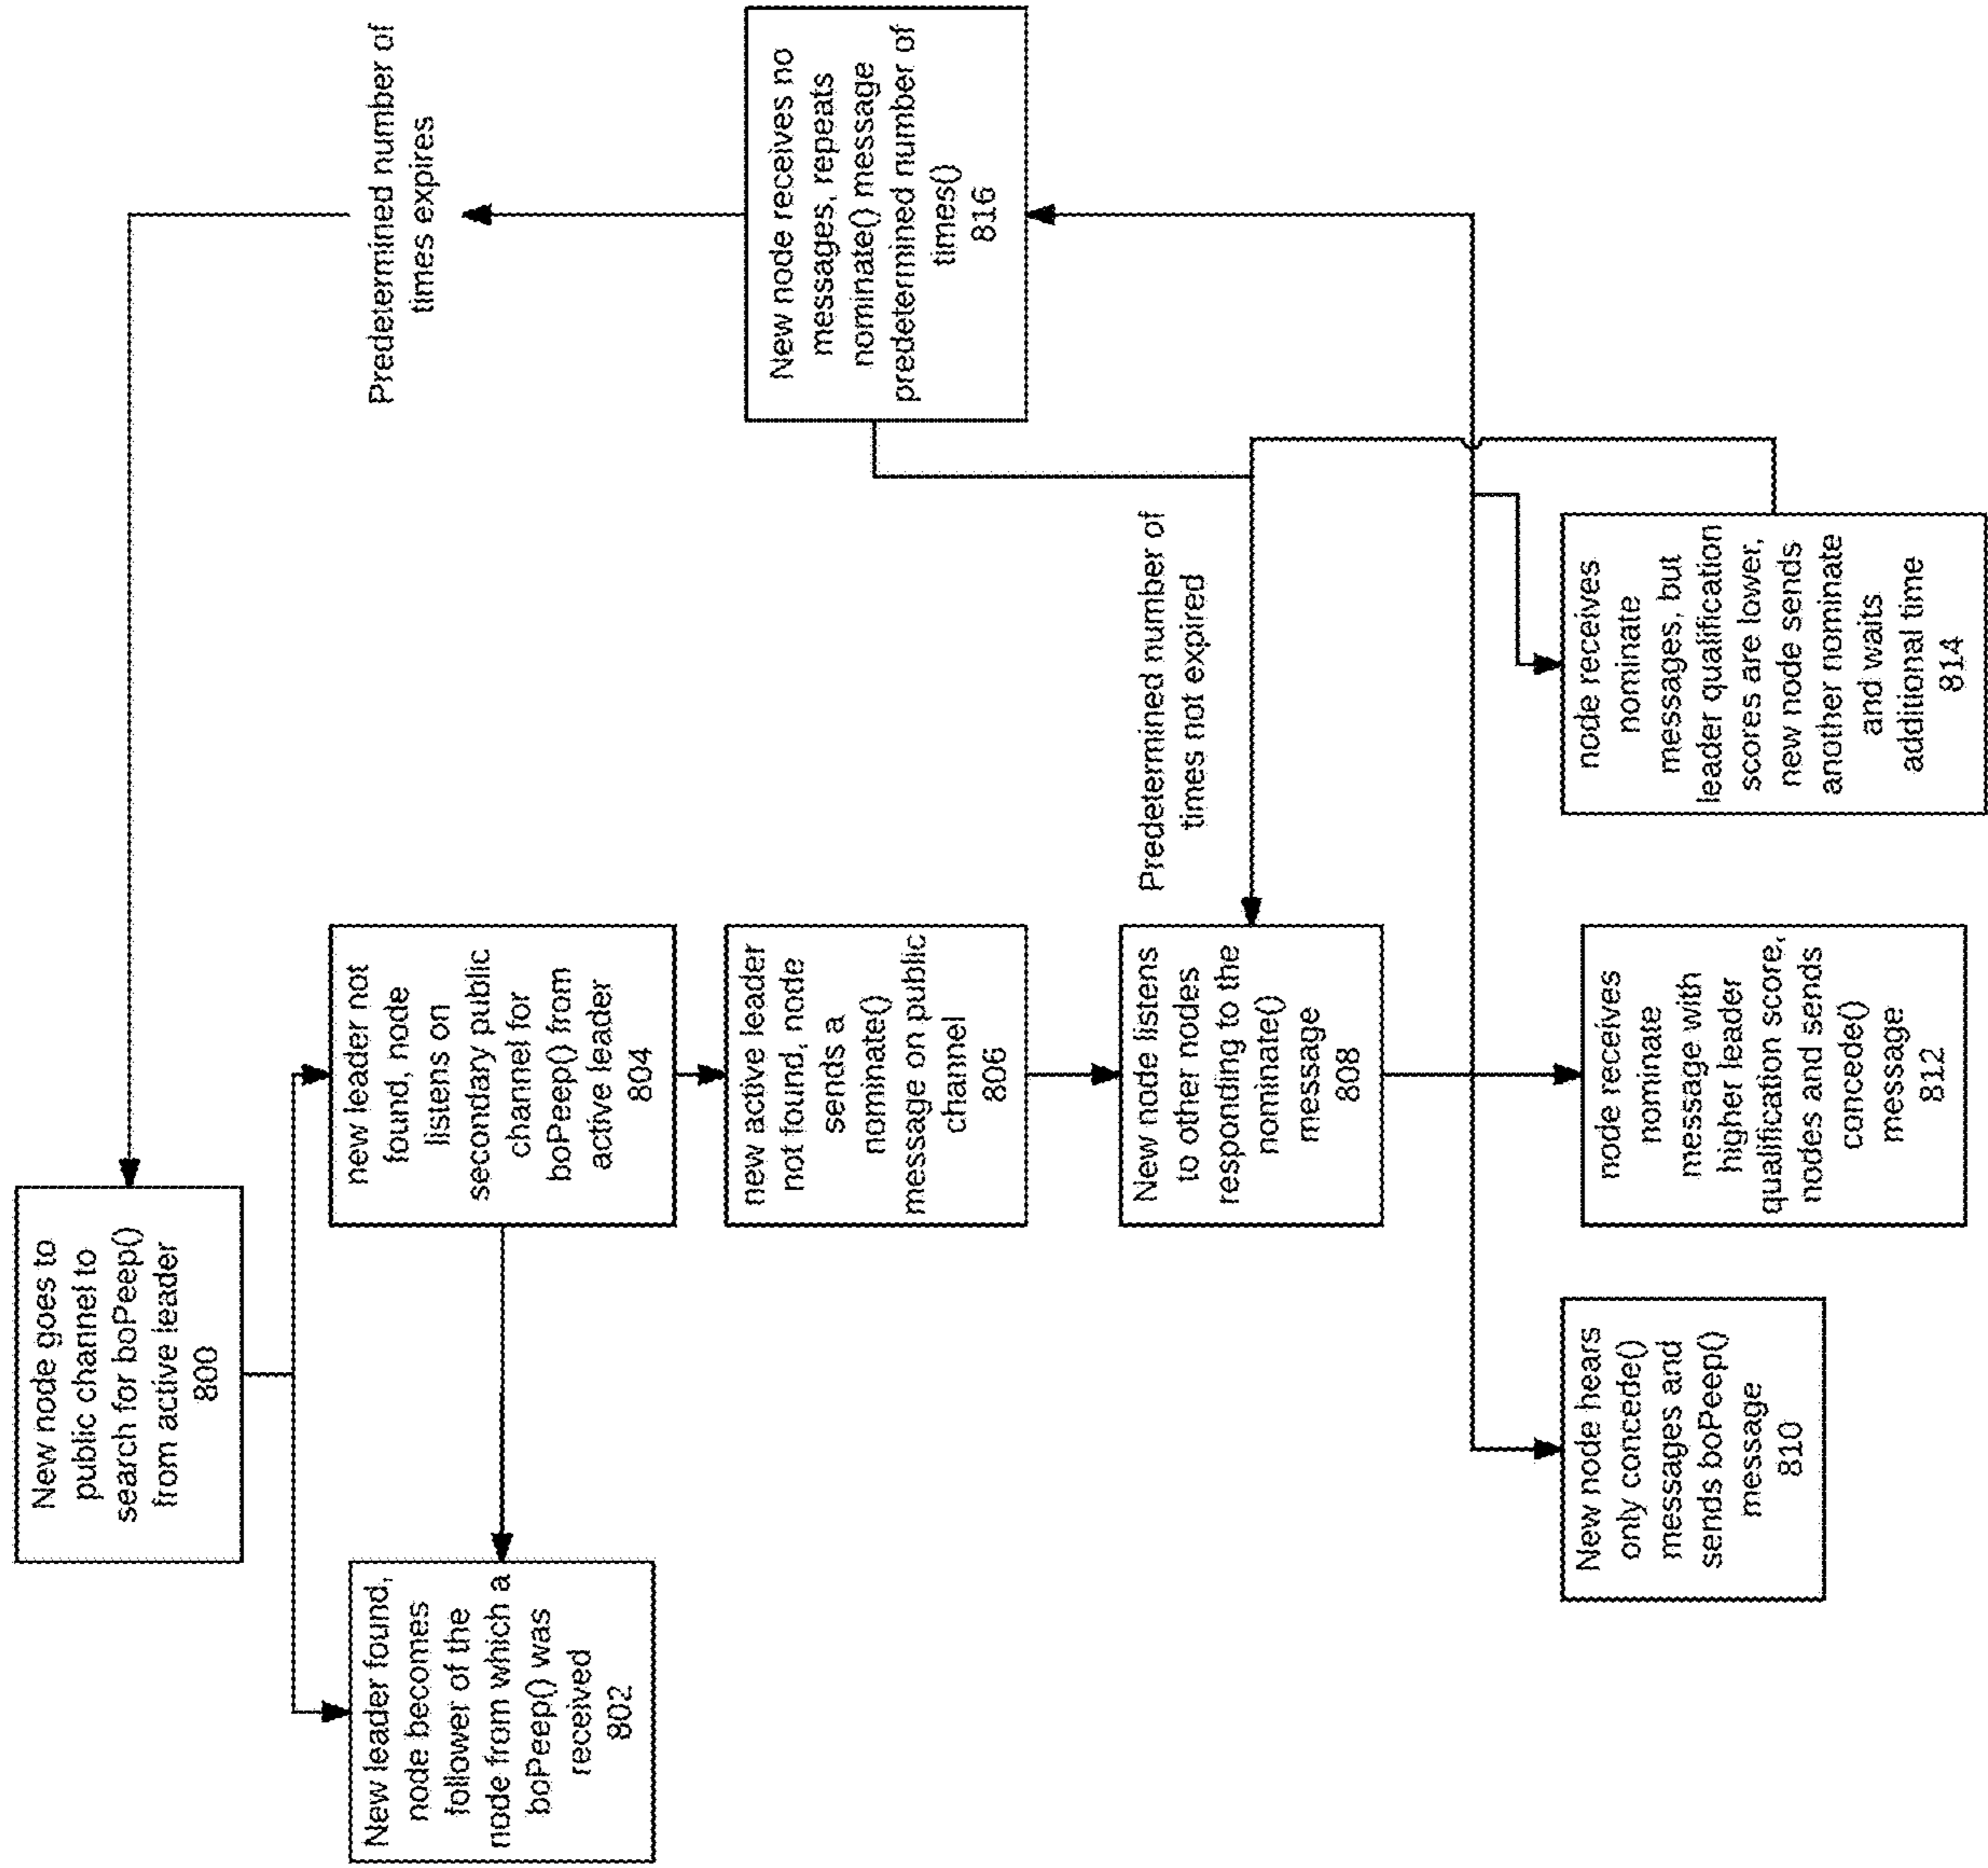 New node goes to
public channel to
search for boPeep()
from active leader
800
New leader found,
node becomes
follower of the
node from which a
boPeep() was
received
802
new leader not
found, node
listens on
secondary public
channel for
boPeep() from
active leader
804
new active leader
not found, node
sends a
nominate()
message on public
channel
806
New node listens
to other nodes
responding to the
nominate()
message
808
New node hears
only concede()
messages and
sends boPeep()
message
810
node receives
nominate
message with
higher leader
qualification score,
nodes and sends
concede()
message
812
node receives
nominate
messages, but
leader qualification
scores are lower,
new node sends
another nominate
and waits
additional time
814
New node receives no
messages, repeats
nominate() message
predetermined number of
times()
816
Predetermined number of
times expires
Predetermined number of
times not expired